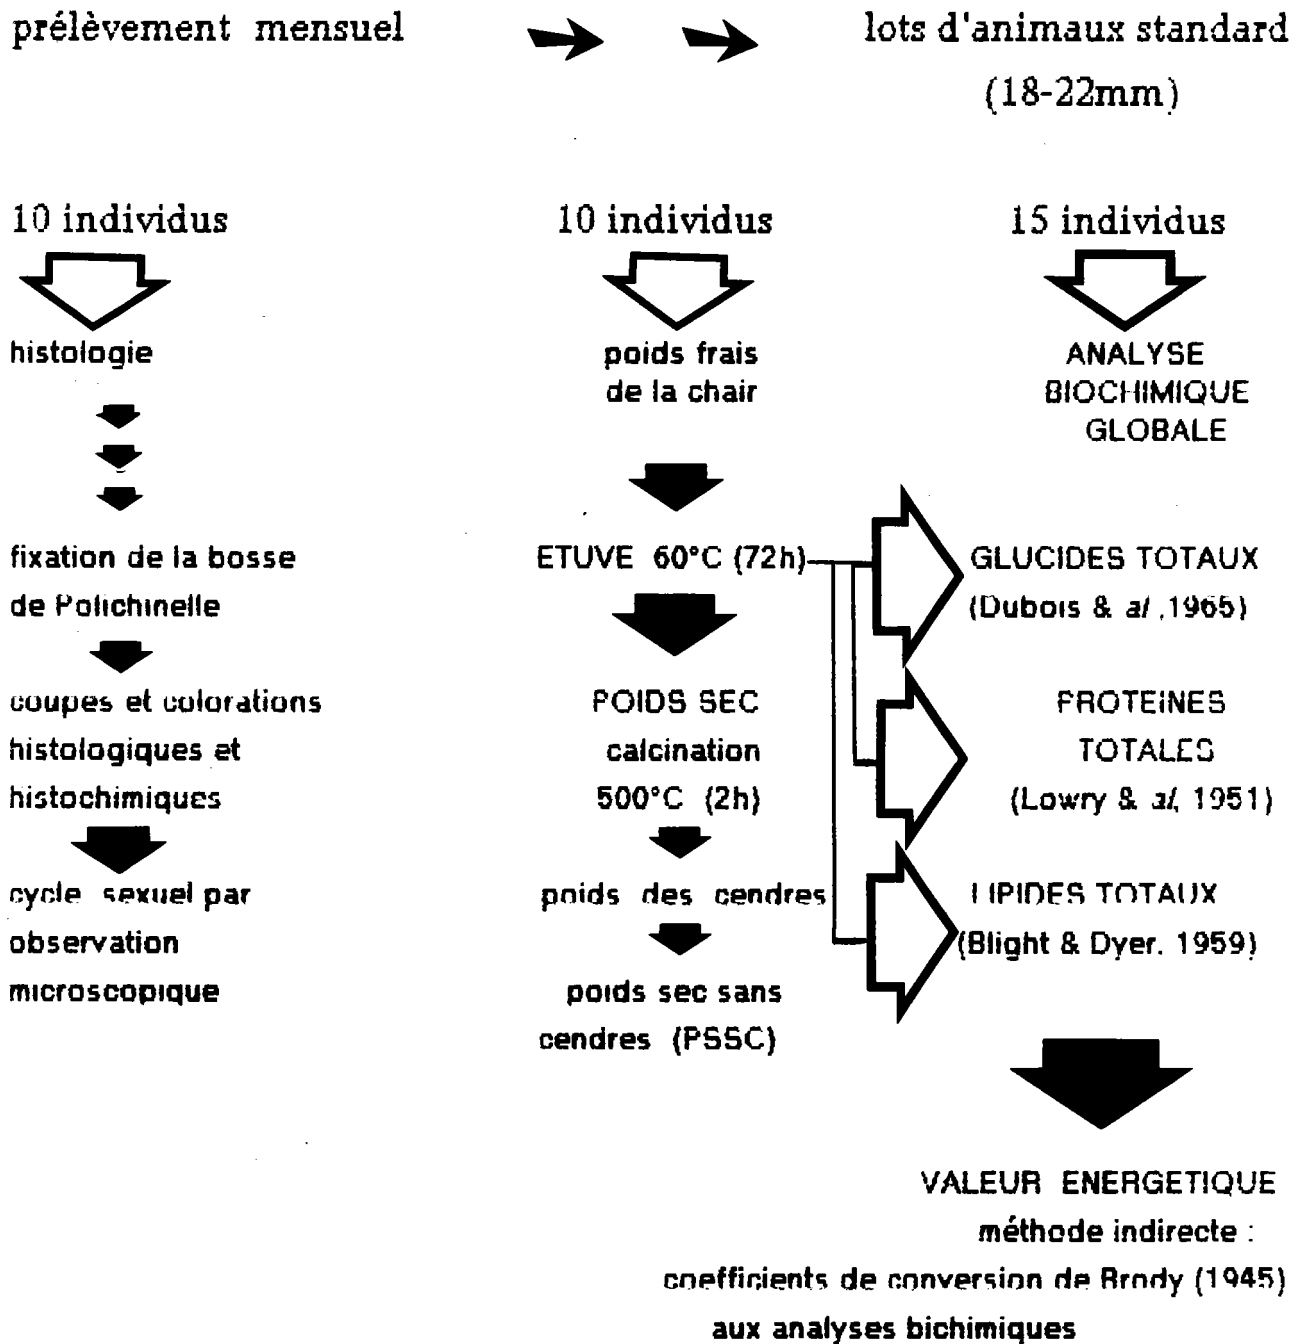 prélèvement mensuel
lots d'animaux standard
(18-22mm)
10 individus
histologie
fixation de la bosse
de Polichinelle
coupes et colorations
histologiques et
histochimiques
cycle sexuel par
observation
microscopique
10 individus
poids frais
de la chair
ETUVE 60°C (72h)
POIDS SEC
calcination
500°C (2h)
poids des cendres
poids sec sans
cendres (PSSC)
15 individus
ANALYSE
BIOCHIMIQUE
GLOBALE
GLUCIDES TOTAUX
(Dubois & al ,1965)
PROTEINES
TOTALES
(Lowry & al, 1951)
LIPIDES TOTAUX
(Blight & Dyer. 1959)
VALEUR ENERGETIQUE
méthode indirecte :
coefficients de conversion de Brody (1945)
aux analyses bichimiques